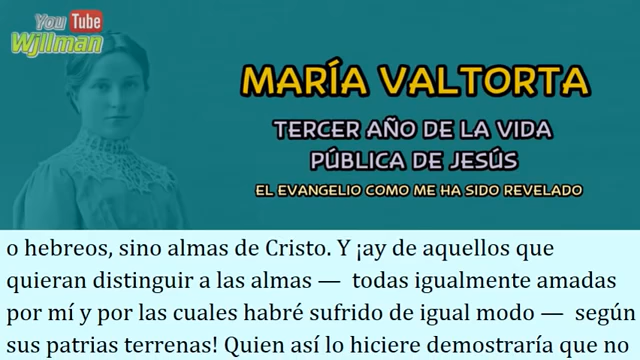 You Tube
Wjllman
MARÍA VALTORTA
TERCER AÑO DE LA VIDA
PÚBLICA DE JESÚS
EL EVANGELIO COMO ME HA SIDO REVELADO
o hebreos, sino almas de Cristo. Y ¡ay de aquellos que
quieran distinguir a las almas — todas igualmente amadas
por mí y por las cuales habré sufrido de igual modo — según
sus patrias terrenas! Quien así lo hiciere demostraría que no